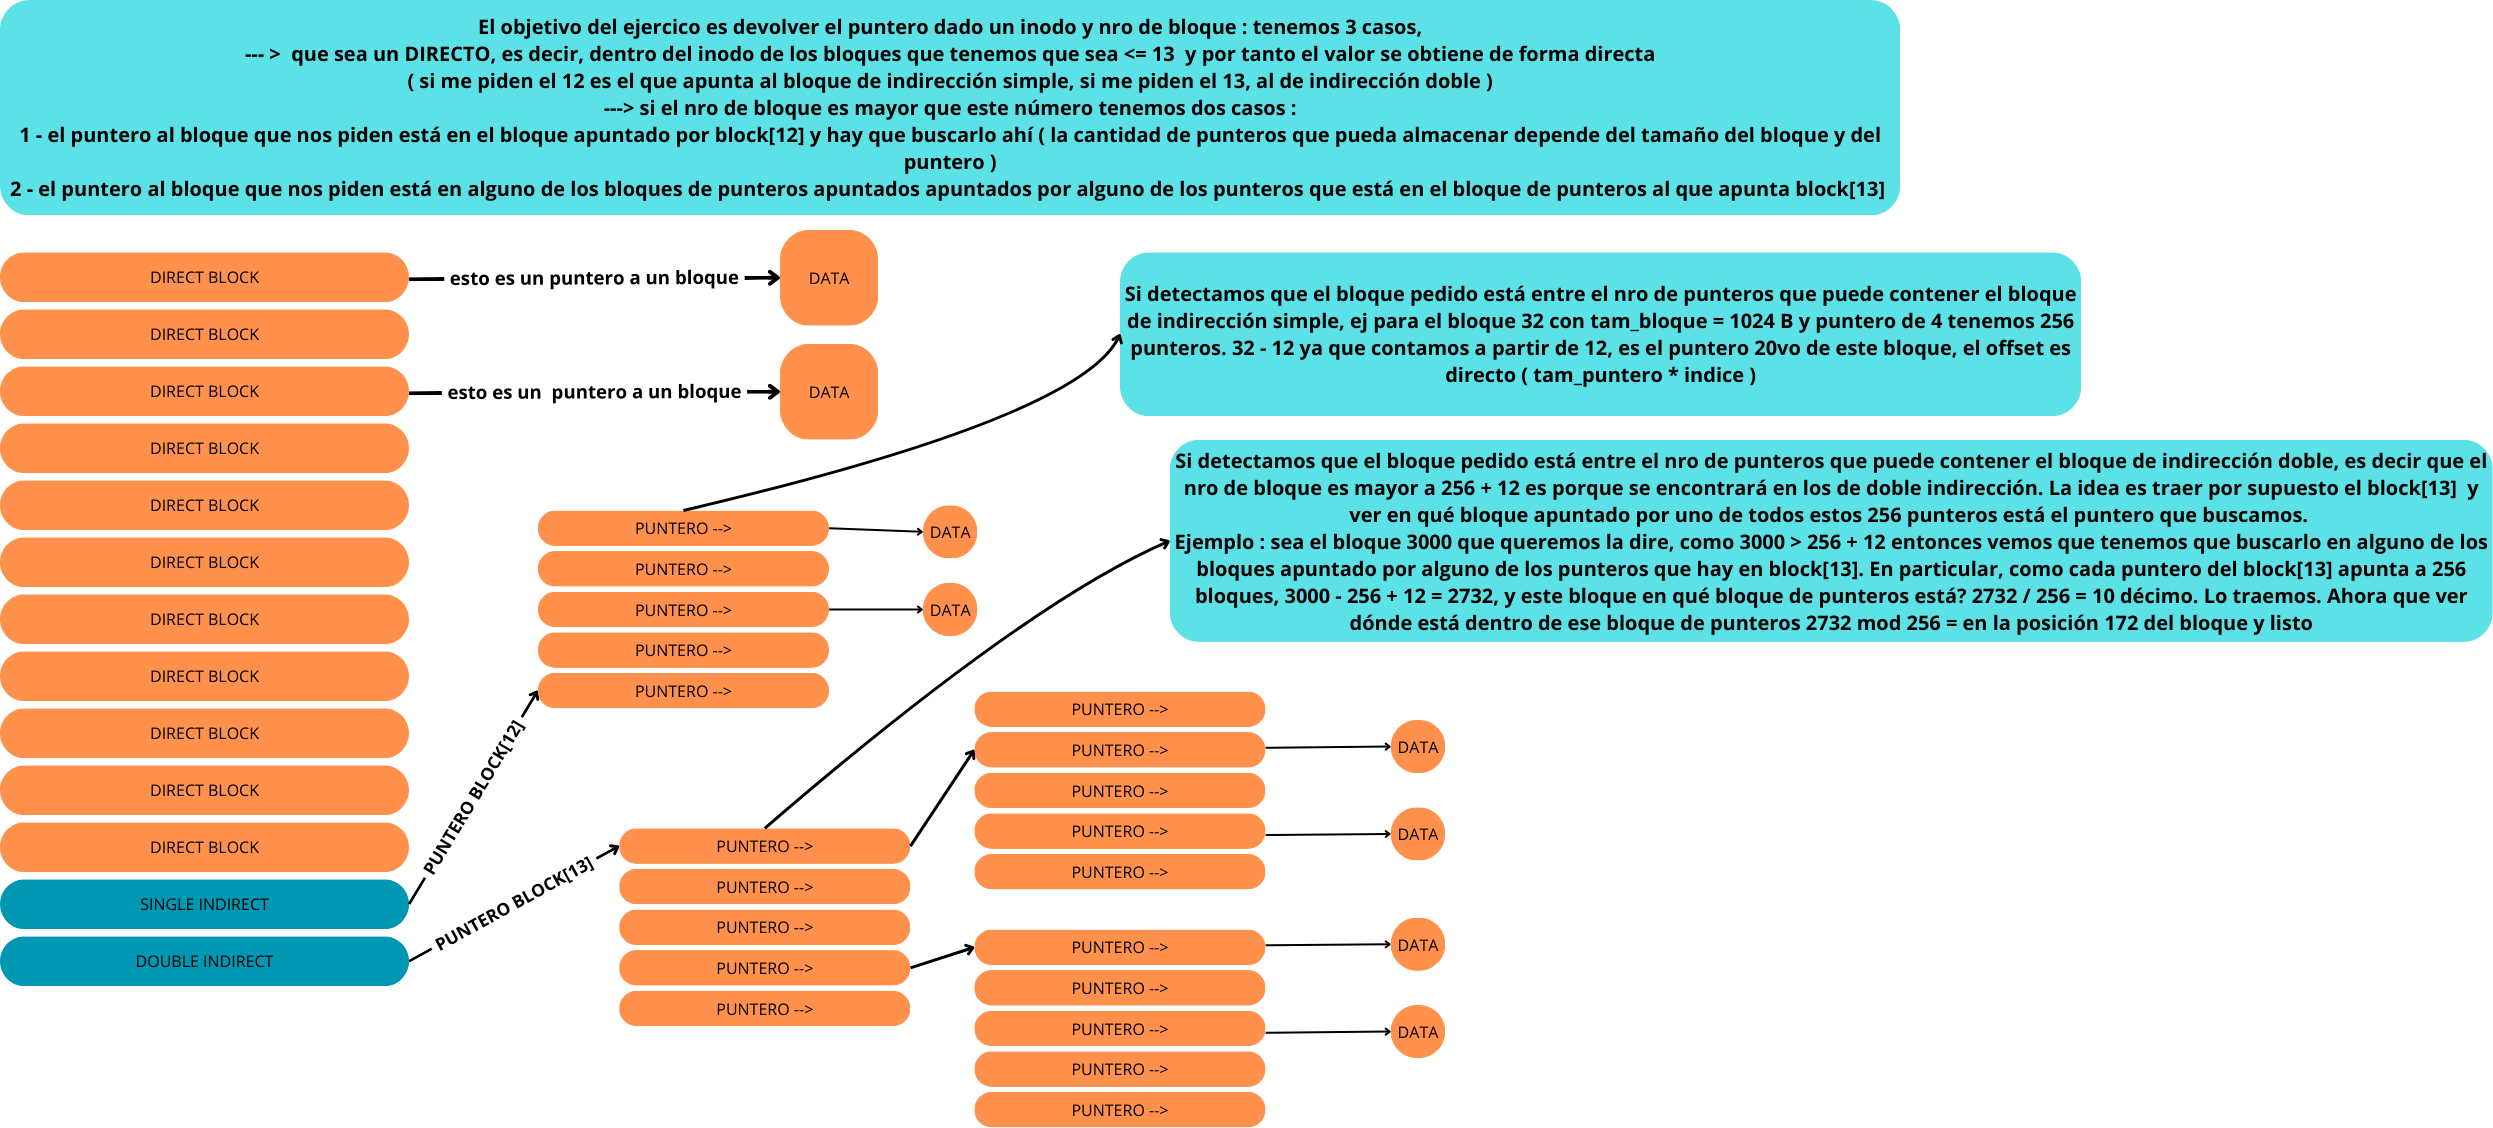 El objetivo del ejercico es devolver el puntero dado un inodo y nro de bloque : tenemos 3 casos,
--- > que sea un DIRECTO, es decir, dentro del inodo de los bloques que tenemos que sea <= 13 y por tanto el valor se obtiene de forma directa
( si me piden el 12 es el que apunta al bloque de indirección simple, si me piden el 13, al de indirección doble )
---> si el nro de bloque es mayor que este número tenemos dos casos :
1 - el puntero al bloque que nos piden está en el bloque apuntado por block[12] y hay que buscarlo ahí ( la cantidad de punteros que pueda almacenar depende del tamaño del bloque y del
puntero )
2 - el puntero al bloque que nos piden está en alguno de los bloques de punteros apuntados apuntados por alguno de los punteros que está en el bloque de punteros al que apunta block[13]
DIRECT BLOCK
esto es un puntero a un bloque
DATA
DIRECT BLOCK
DIRECT BLOCK
esto es un puntero a un bloque
DATA
DIRECT BLOCK
DIRECT BLOCK
DIRECT BLOCK
DIRECT BLOCK
DIRECT BLOCK
DIRECT BLOCK
DIRECT BLOCK
DIRECT BLOCK
SINGLE INDIRECT
DOUBLE INDIRECT
Si detectamos que el bloque pedido está entre el nro de punteros que puede contener el bloque
de indirección simple, ej para el bloque 32 con tam_bloque = 1024 B y puntero de 4 tenemos 256
punteros. 32 - 12 ya que contamos a partir de 12, es el puntero 20vo de este bloque, el offset es
directo ( tam_puntero * indice )
Si detectamos que el bloque pedido está entre el nro de punteros que puede contener el bloque de indirección doble, es decir que el
nro de bloque es mayor a 256 + 12 es porque se encontrará en los de doble indirección. La idea es traer por supuesto el block[13] y
ver en qué bloque apuntado por uno de todos estos 256 punteros está el puntero que buscamos.
Ejemplo : sea el bloque 3000 que queremos la dire, como 3000 > 256 + 12 entonces vemos que tenemos que buscarlo en alguno de los
bloques apuntado por alguno de los punteros que hay en block[13]. En particular, como cada puntero del block[13] apunta a 256
bloques, 3000 - 256 + 12 = 2732, y este bloque en qué bloque de punteros está? 2732 / 256 = 10 décimo. Lo traemos. Ahora que ver
dónde está dentro de ese bloque de punteros 2732 mod 256 = en la posición 172 del bloque y listo
PUNTERO BLOCK[12]
PUNTERO -->
DATA
PUNTERO -->
PUNTERO -->
DATA
PUNTERO -->
PUNTERO -->
PUNTERO BLOCK[13]
PUNTERO -->
PUNTERO -->
PUNTERO -->
PUNTERO -->
PUNTERO -->
PUNTERO -->
PUNTERO -->
DATA
PUNTERO -->
PUNTERO -->
DATA
PUNTERO -->
PUNTERO -->
DATA
PUNTERO -->
PUNTERO -->
DATA
PUNTERO -->
PUNTERO -->